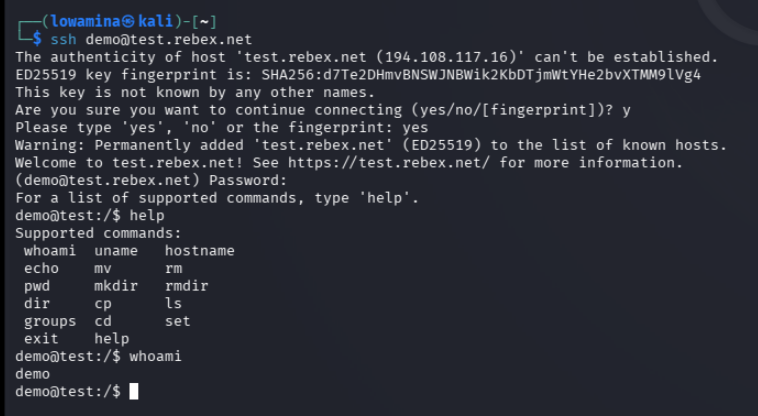 ┌──(lowamina㉿kali)-[~]
└─$ ssh demo@test.rebex.net
The authenticity of host 'test.rebex.net (194.108.117.16)' can't be established.
ED25519 key fingerprint is: SHA256:d7Te2DHmvBNSWJNBWik2KbDTjmWtYHe2bvXTMM9lVg4
This key is not known by any other names.
Are you sure you want to continue connecting (yes/no/[fingerprint])? y
Please type 'yes', 'no' or the fingerprint: yes
Warning: Permanently added 'test.rebex.net' (ED25519) to the list of known hosts.
Welcome to test.rebex.net! See https://test.rebex.net/ for more information.
(demo@test.rebex.net) Password:
For a list of supported commands, type 'help'.
demo@test:/$ help
Supported commands:
 whoami  uname   hostname
 echo    mv      rm
 pwd     mkdir   rmdir
 dir     cp      ls
 groups  cd      set
 exit    help
demo@test:/$ whoami
demo
demo@test:/$